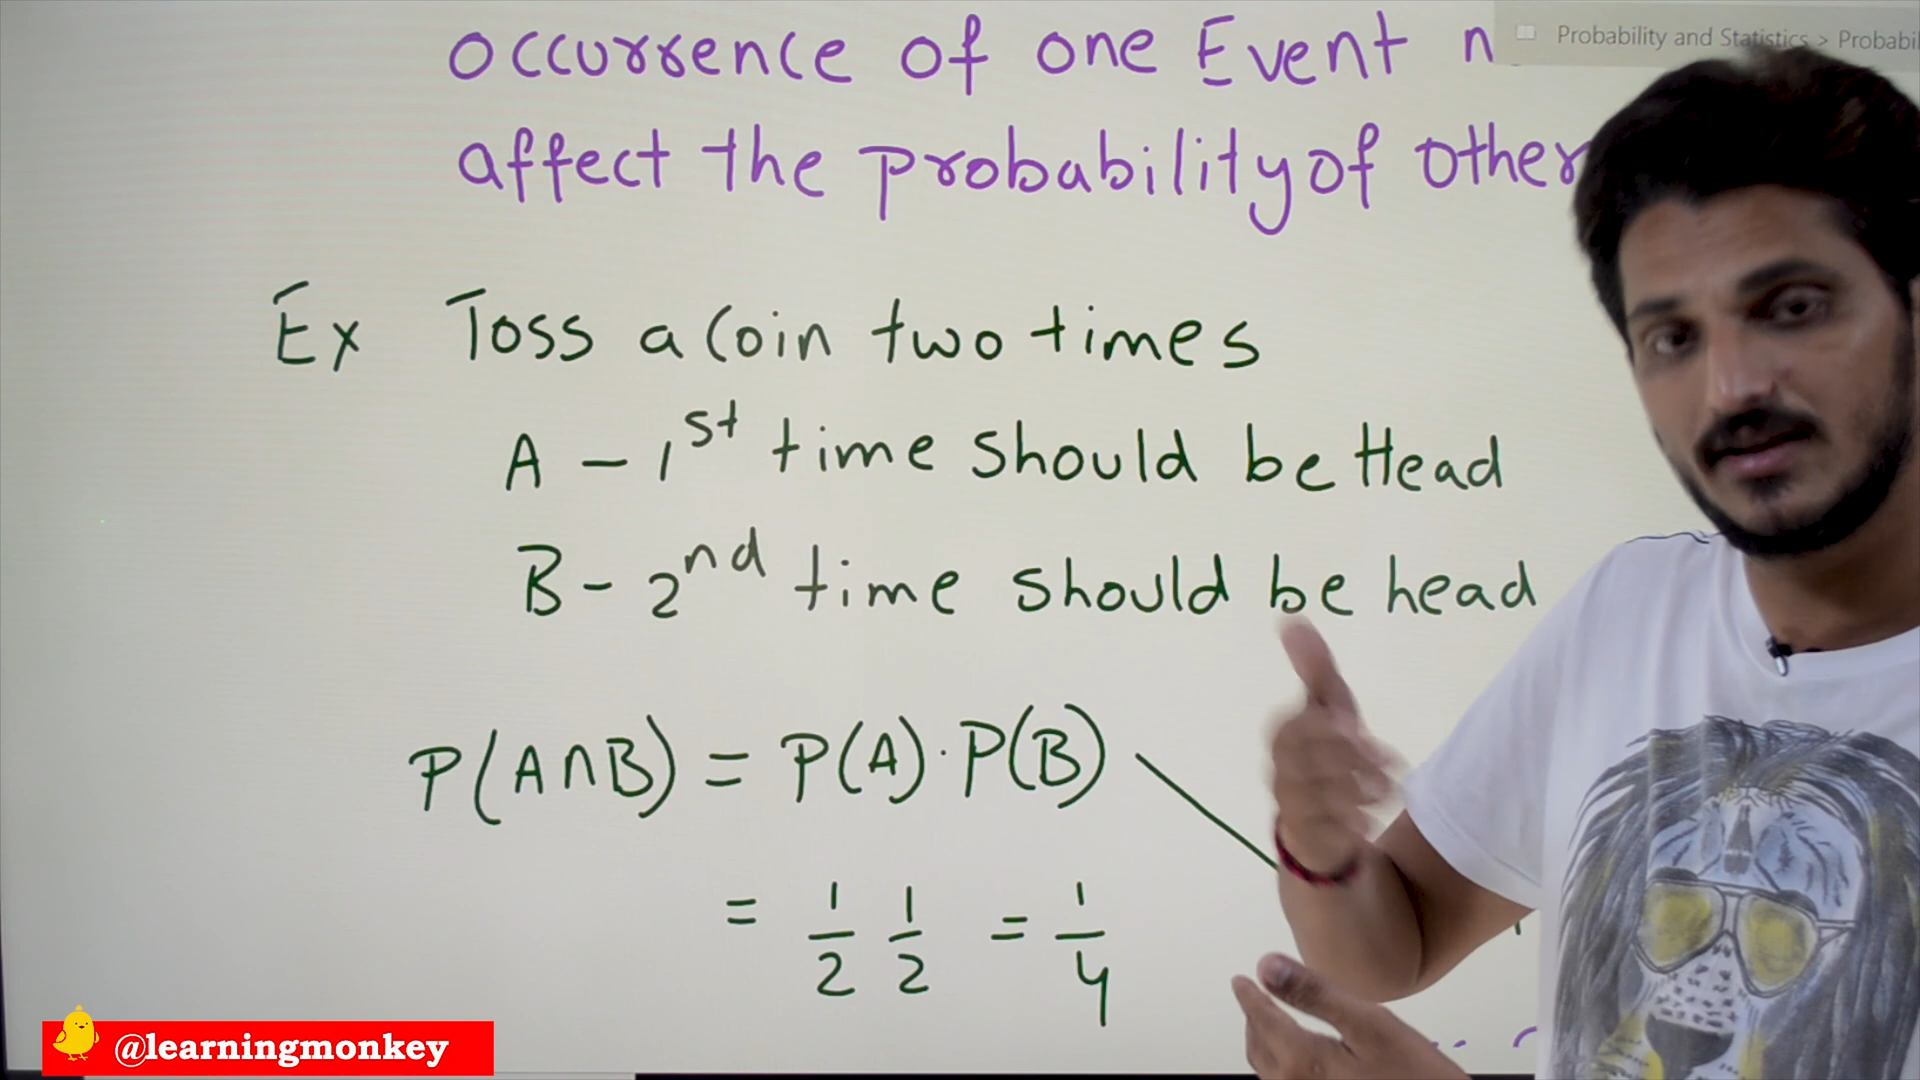 occurrence of one Event n
Probability and Statistics > Probabi
affect the probability of other
Ex Toss a Coin two times
A - 1st time should be Head
B - 2nd time should be head
P(A∩B) = P(A) · P(B)
= 1/2 1/2 = 1/4
@learningmonkey